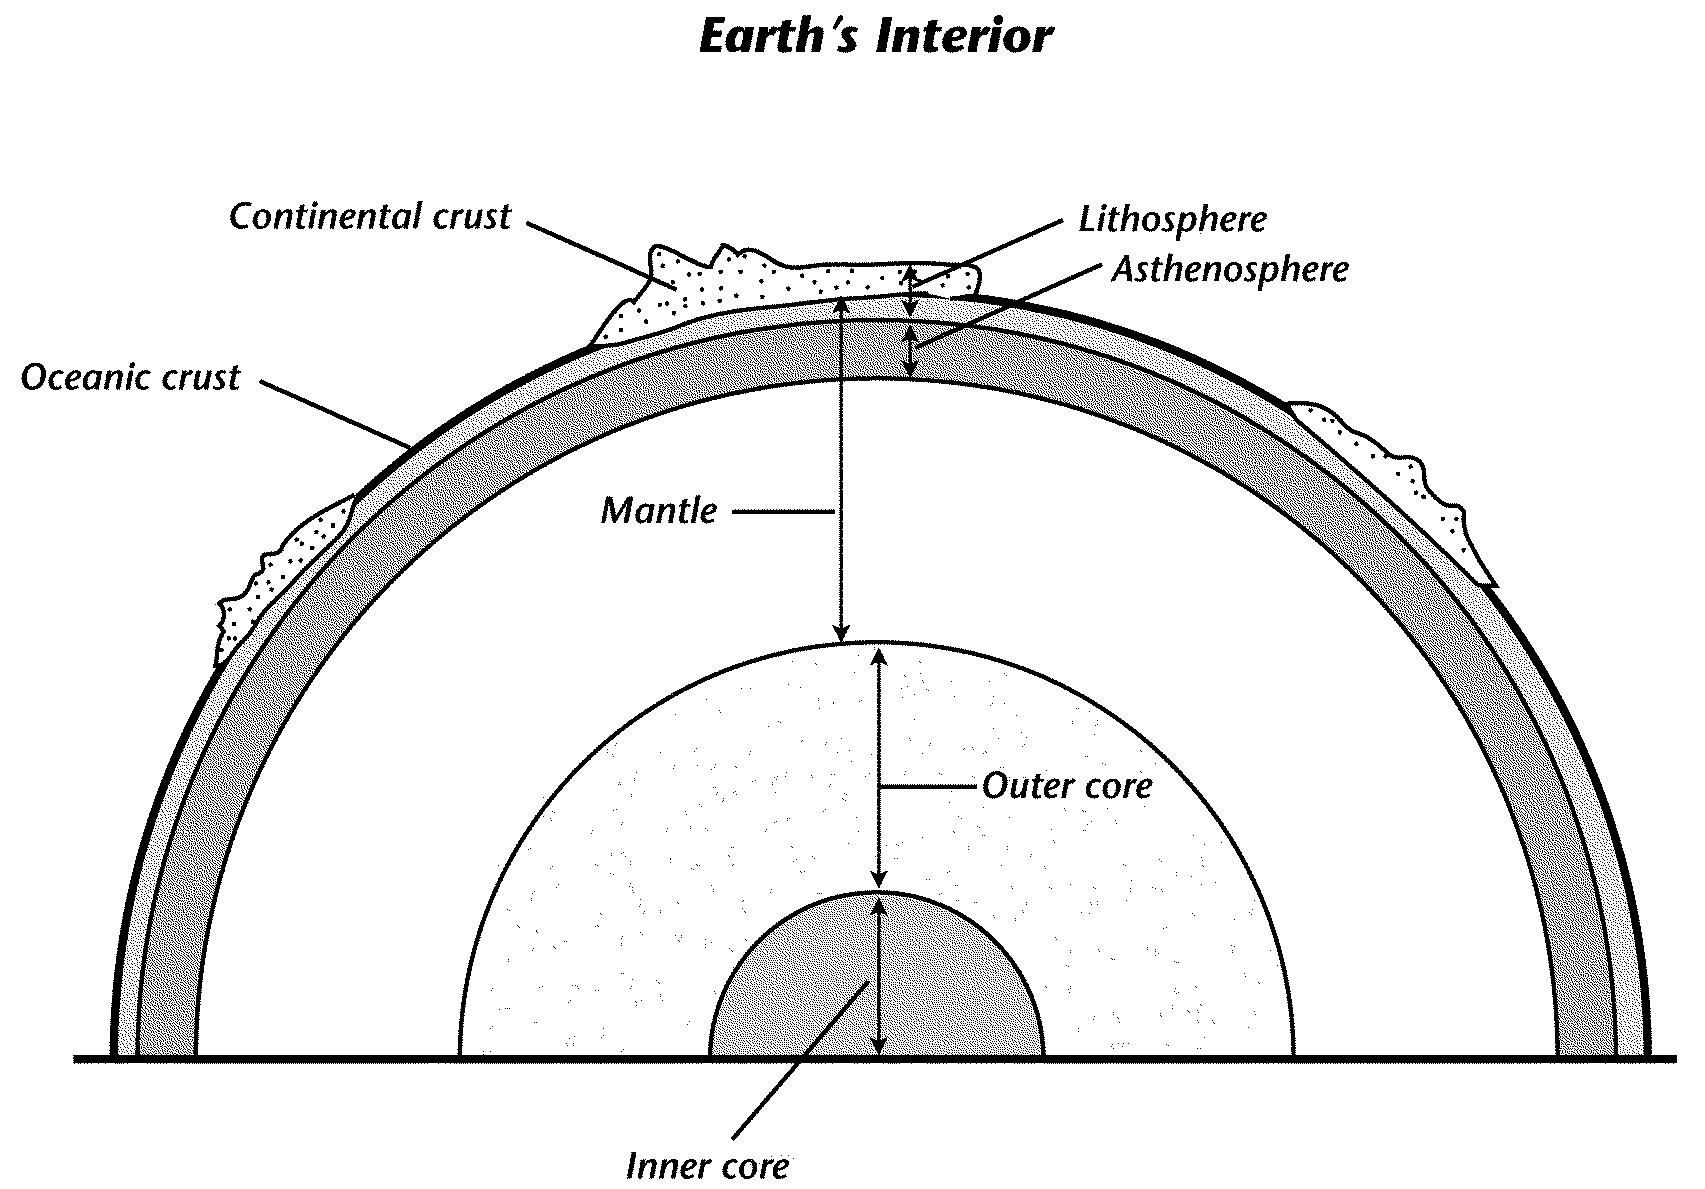 Earth's Interior
Continental crust
Lithosphere
Asthenosphere
Oceanic crust
Mantle
Outer core
Inner core